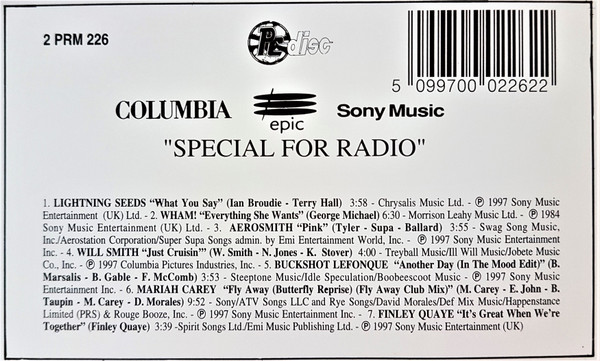 2 PRM 226
PLS disc
5 099700 022622
COLUMBIA
epic
Sony Music
"SPECIAL FOR RADIO"
1. LIGHTNING SEEDS “What You Say” (Ian Broudie - Terry Hall) 3:58 - Chrysalis Music Ltd. - ℗ 1997 Sony Music
Entertainment (UK) Ltd. - 2. WHAM! “Everything She Wants” (George Michael) 6:30 - Morrison Leahy Music Ltd. - ℗ 1984
Sony Music Entertainment (UK) Ltd. - 3. AEROSMITH “Pink” (Tyler - Supa - Ballard) 3:55 - Swag Song Music,
Inc./Aerostation Corporation/Super Supa Songs admin. by Emi Entertainment World, Inc. - ℗ 1997 Sony Music Entertainment
Inc. - 4. WILL SMITH “Just Cruisin’” (W. Smith - N. Jones - K. Stover) 4:00 - Treyball Music/Ill Will Music/Jobete Music
Co., Inc. - ℗ 1997 Columbia Pictures Industries, Inc. - 5. BUCKSHOT LEFONQUE “Another Day (In The Mood Edit)” (B.
Marsalis - B. Gable - F. McComb) 3:53 - Steeptone Music/Idle Speculation/Boobeescoot Music - ℗ 1997 Sony Music Entertainment
Inc. - 6. MARIAH CAREY “Fly Away (Butterfly Reprise) (Fly Away Club Mix)” (M. Carey - E. John - B.
Taupin - M. Carey - D. Morales) 9:52 - Sony/ATV Songs LLC and Rye Songs/David Morales/Def Mix Music/Happenstance
Limited (PRS) & Rouge Booze, Inc. - ℗ 1997 Sony Music Entertainment Inc. - 7. FINLEY QUAYE “It’s Great When We’re
Together” (Finley Quaye) 3:39 -Spirit Songs Ltd./Emi Music Publishing Ltd. - ℗ 1997 Sony Music Entertainment (UK)